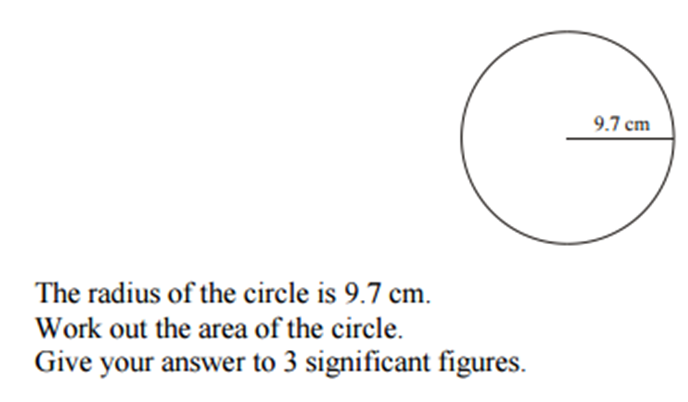 9.7 cm
The radius of the circle is 9.7 cm.
Work out the area of the circle.
Give your answer to 3 significant figures.